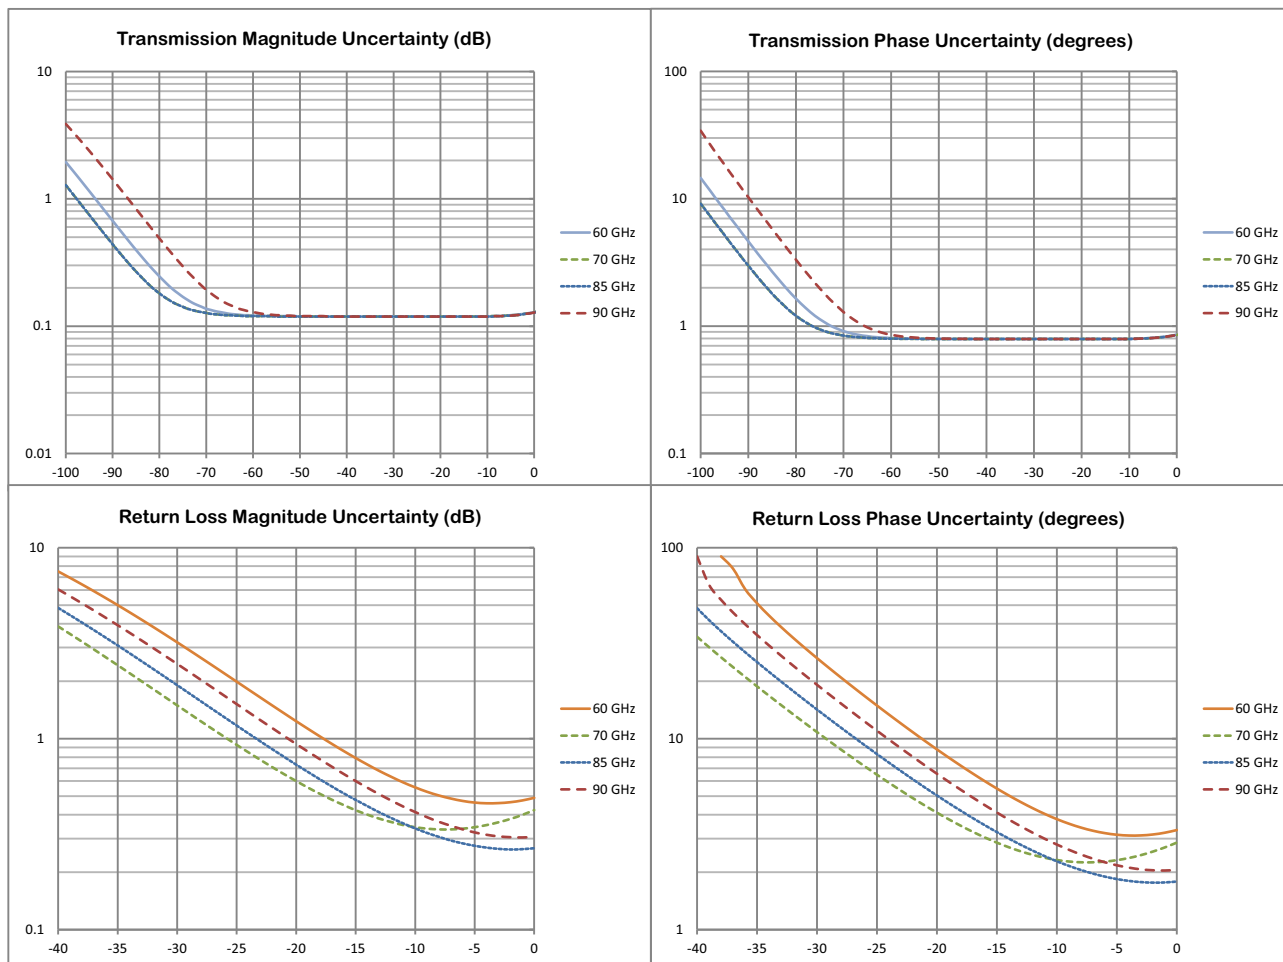 Transmission Magnitude Uncertainty (dB)
10
1
0.1
0.01
-100 -90 -80 -70 -60 -50 -40 -30 -20 -10 0
60 GHz
70 GHz
85 GHz
90 GHz
Transmission Phase Uncertainty (degrees)
100
10
1
0.1
-100 -90 -80 -70 -60 -50 -40 -30 -20 -10 0
60 GHz
70 GHz
85 GHz
90 GHz
Return Loss Magnitude Uncertainty (dB)
10
1
0.1
-40 -35 -30 -25 -20 -15 -10 -5 0
60 GHz
70 GHz
85 GHz
90 GHz
Return Loss Phase Uncertainty (degrees)
100
10
1
-40 -35 -30 -25 -20 -15 -10 -5 0
60 GHz
70 GHz
85 GHz
90 GHz